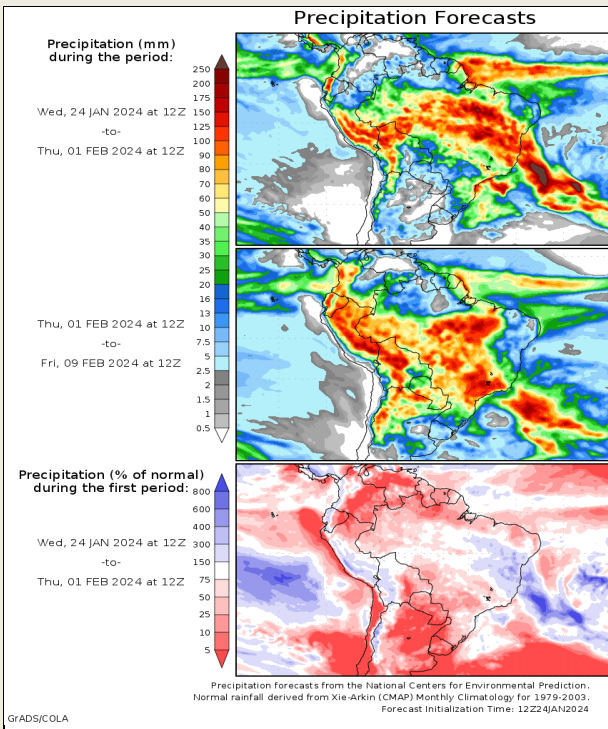 Precipitation Forecasts
Precipitation (mm)
during the period:
Wed, 24 JAN 2024 at 12Z
-to-
Thu, 01 FEB 2024 at 12Z
250
200
175
150
125
100
90
80
70
60
50
40
35
30
25
20
16
13
10
7.5
5
2.5
2
1.5
1
0.5
Thu, 01 FEB 2024 at 12Z
-to-
Fri, 09 FEB 2024 at 12Z
Precipitation (% of normal)
during the first period:
Wed, 24 JAN 2024 at 12Z
-to-
Thu, 01 FEB 2024 at 12Z
800
600
400
300
150
75
50
25
10
5
Precipitation forecasts from the National Centers for Environmental Prediction.
Normal rainfall derived from Xie-Arkin (CMAP) Monthly Climatology for 1979-2003.
Forecast Initialization Time: 12Z24JAN2024
GrADS/COLA